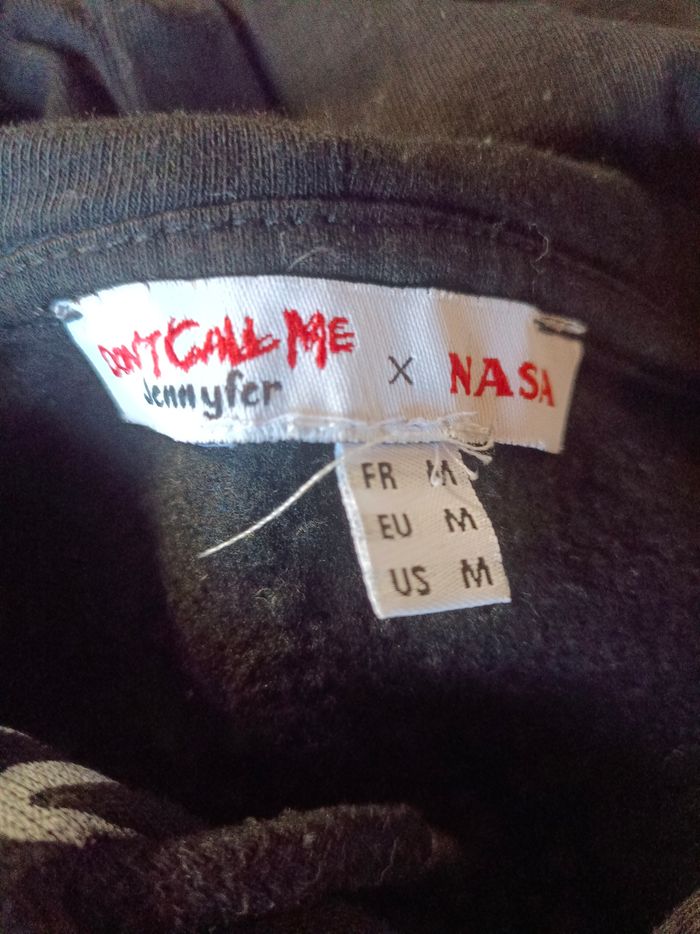 DON'T CALL ME
Jennyfer
X NASA
FR M
EU M
US M